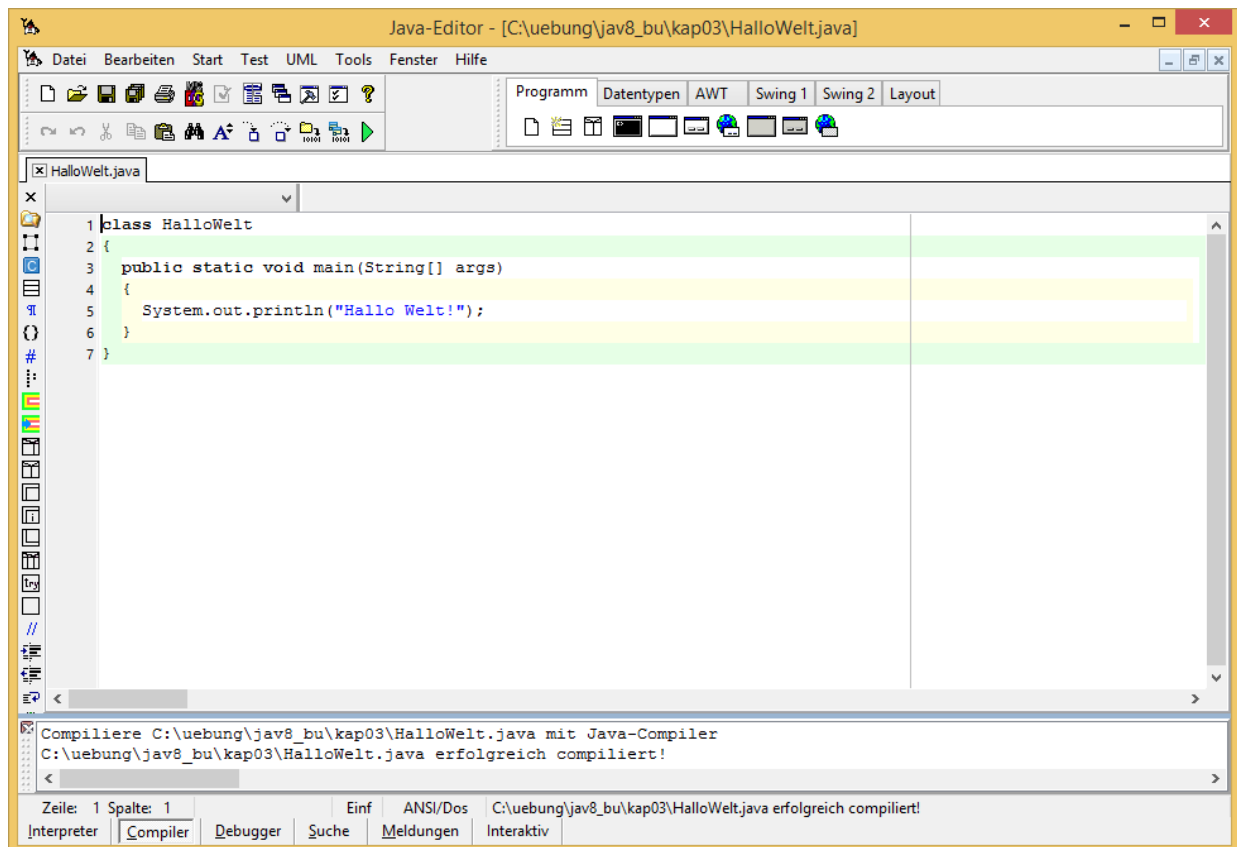 Java-Editor - [C:\uebung\jav8_bu\kap03\HalloWelt.java]
Datei Bearbeiten Start Test UML Tools Fenster Hilfe
Programm Datentypen AWT Swing 1 Swing 2 Layout
HalloWelt.java
1 class HalloWelt
2 {
3 public static void main(String[] args)
4 {
5 System.out.println("Hallo Welt!");
6 }
7 }
try
//
Compiliere C:\uebung\jav8_bu\kap03\HalloWelt.java mit Java-Compiler
C:\uebung\jav8_bu\kap03\HalloWelt.java erfolgreich compiliert!
Zeile: 1 Spalte: 1 Einf ANSI/Dos C:\uebung\jav8_bu\kap03\HalloWelt.java erfolgreich compiliert!
Interpreter Compiler Debugger Suche Meldungen Interaktiv